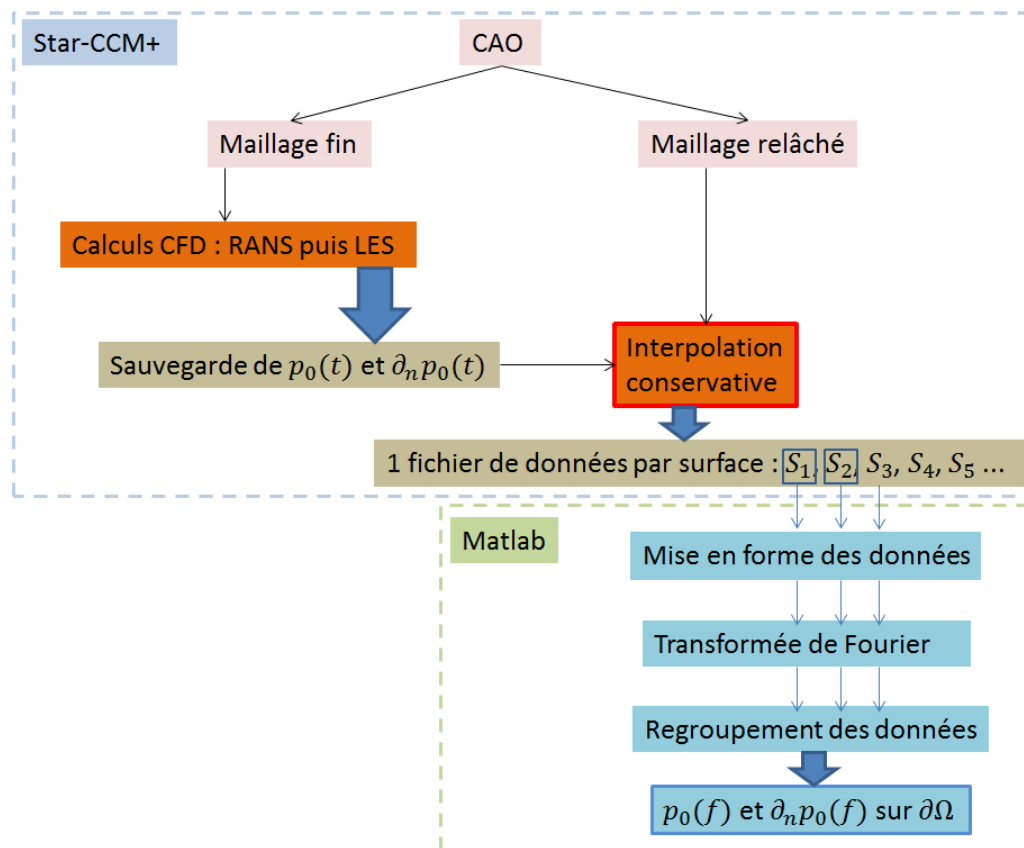 Star-CCM+
CAO
Maillage fin
Maillage relâché
Calculs CFD : RANS puis LES
Sauvegarde de p₀(t) et ∂ₙp₀(t)
Interpolation
conservative
1 fichier de données par surface : S₁, S₂, S₃, S₄, S₅ ...
Matlab
Mise en forme des données
Transformée de Fourier
Regroupement des données
p₀(f) et ∂ₙp₀(f) sur ∂Ω